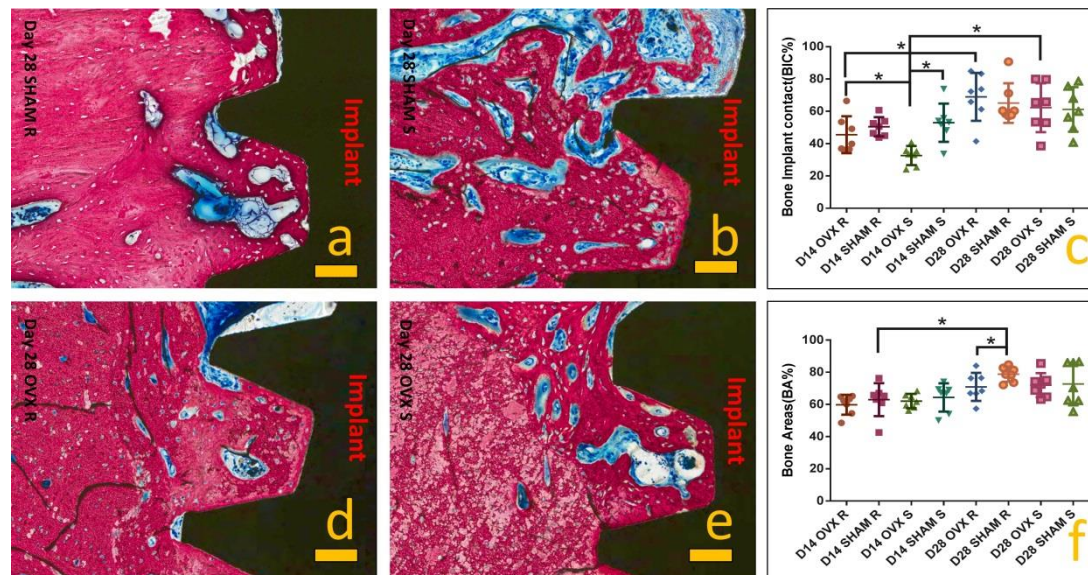 Day 28 SHAM R
Implant
a
Day 28 SHAM S
Implant
b
Bone Implant contact(BIC%)
100
80
60
40
20
0
*
*
*
*
D14 OVX R
D14 SHAM R
D14 OVX S
D14 SHAM S
D28 OVX R
D28 SHAM R
D28 OVX S
D28 SHAM S
c
Day 28 OVX R
Implant
d
Day 28 OVX S
Implant
e
Bone Areas(BA%)
100
80
60
40
20
0
*
*
D14 OVX R
D14 SHAM R
D14 OVX S
D14 SHAM S
D28 OVX R
D28 SHAM R
D28 OVX S
D28 SHAM S
f